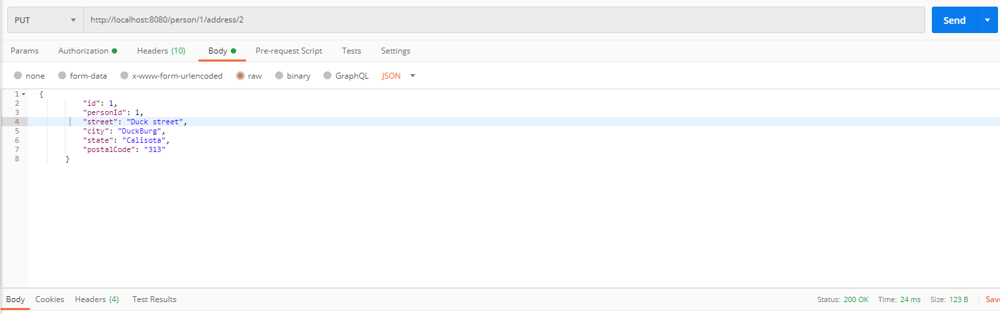 PUT http://localhost:8080/person/1/address/2 Send
Params Authorization Headers (10) Body Pre-request Script Tests Settings
none form-data x-www-form-urlencoded raw binary GraphQL JSON
1 {
2 "id": 1,
3 "personId": 1,
4 "street": "Duck street",
5 "city": "DuckBurg",
6 "state": "Calisota",
7 "postalCode": "313"
8 }
Body Cookies Headers (4) Test Results Status: 200 OK Time: 24 ms Size: 123 B Sav